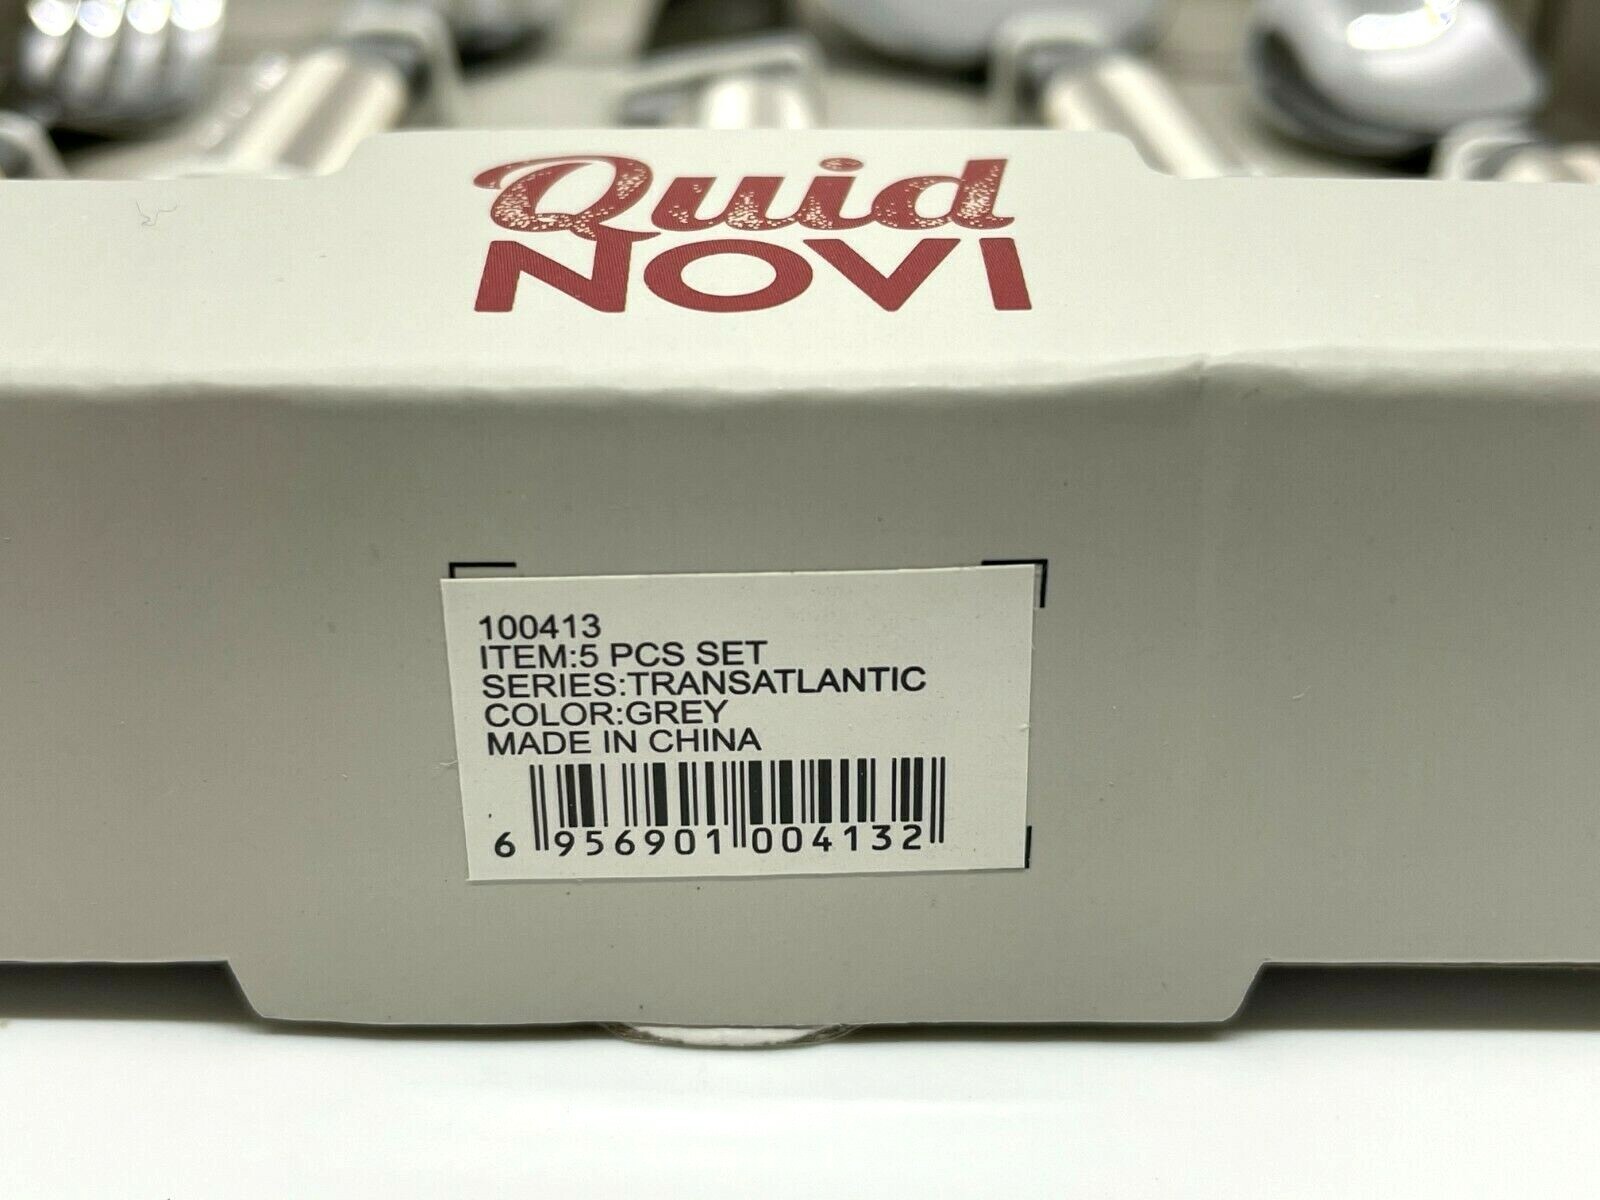 Quid
NOVI
100413
ITEM:5 PCS SET
SERIES:TRANSATLANTIC
COLOR:GREY
MADE IN CHINA
6 956901 004132